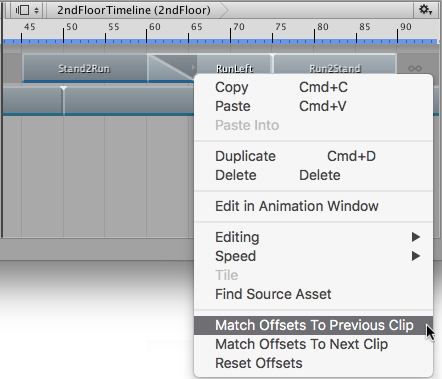 2ndFloorTimeline (2ndFloor)
45 50 55 60 65 70 75 80 85 90
Stand2Run RunLeft Run2Stand
Copy Cmd+C
Paste Cmd+V
Paste Into
Duplicate Cmd+D
Delete Delete
Edit in Animation Window
Editing
Speed
Tile
Find Source Asset
Match Offsets To Previous Clip
Match Offsets To Next Clip
Reset Offsets